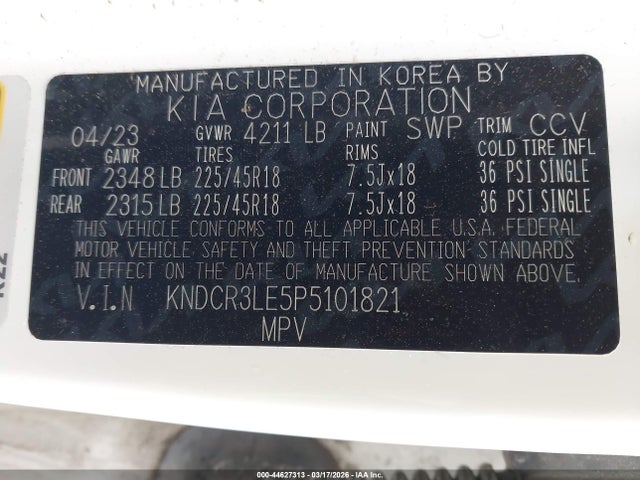 MANUFACTURED IN KOREA BY
KIA CORPORATION
04/23 GVWR 4211 LB PAINT SWP TRIM CCV
GAWR TIRES RIMS COLD TIRE INFL
FRONT 2348 LB 225/45R18 7.5Jx18 36 PSI SINGLE
REAR 2315 LB 225/45R18 7.5Jx18 36 PSI SINGLE
THIS VEHICLE CONFORMS TO ALL APPLICABLE U.S.A. FEDERAL
MOTOR VEHICLE SAFETY AND THEFT PREVENTION STANDARDS
IN EFFECT ON THE DATE OF MANUFACTURE SHOWN ABOVE.
V.I.N KNDCR3LE5P5101821
MPV
000-44627313 - 03/17/2026 - COPYRIGHT IAA, INC.